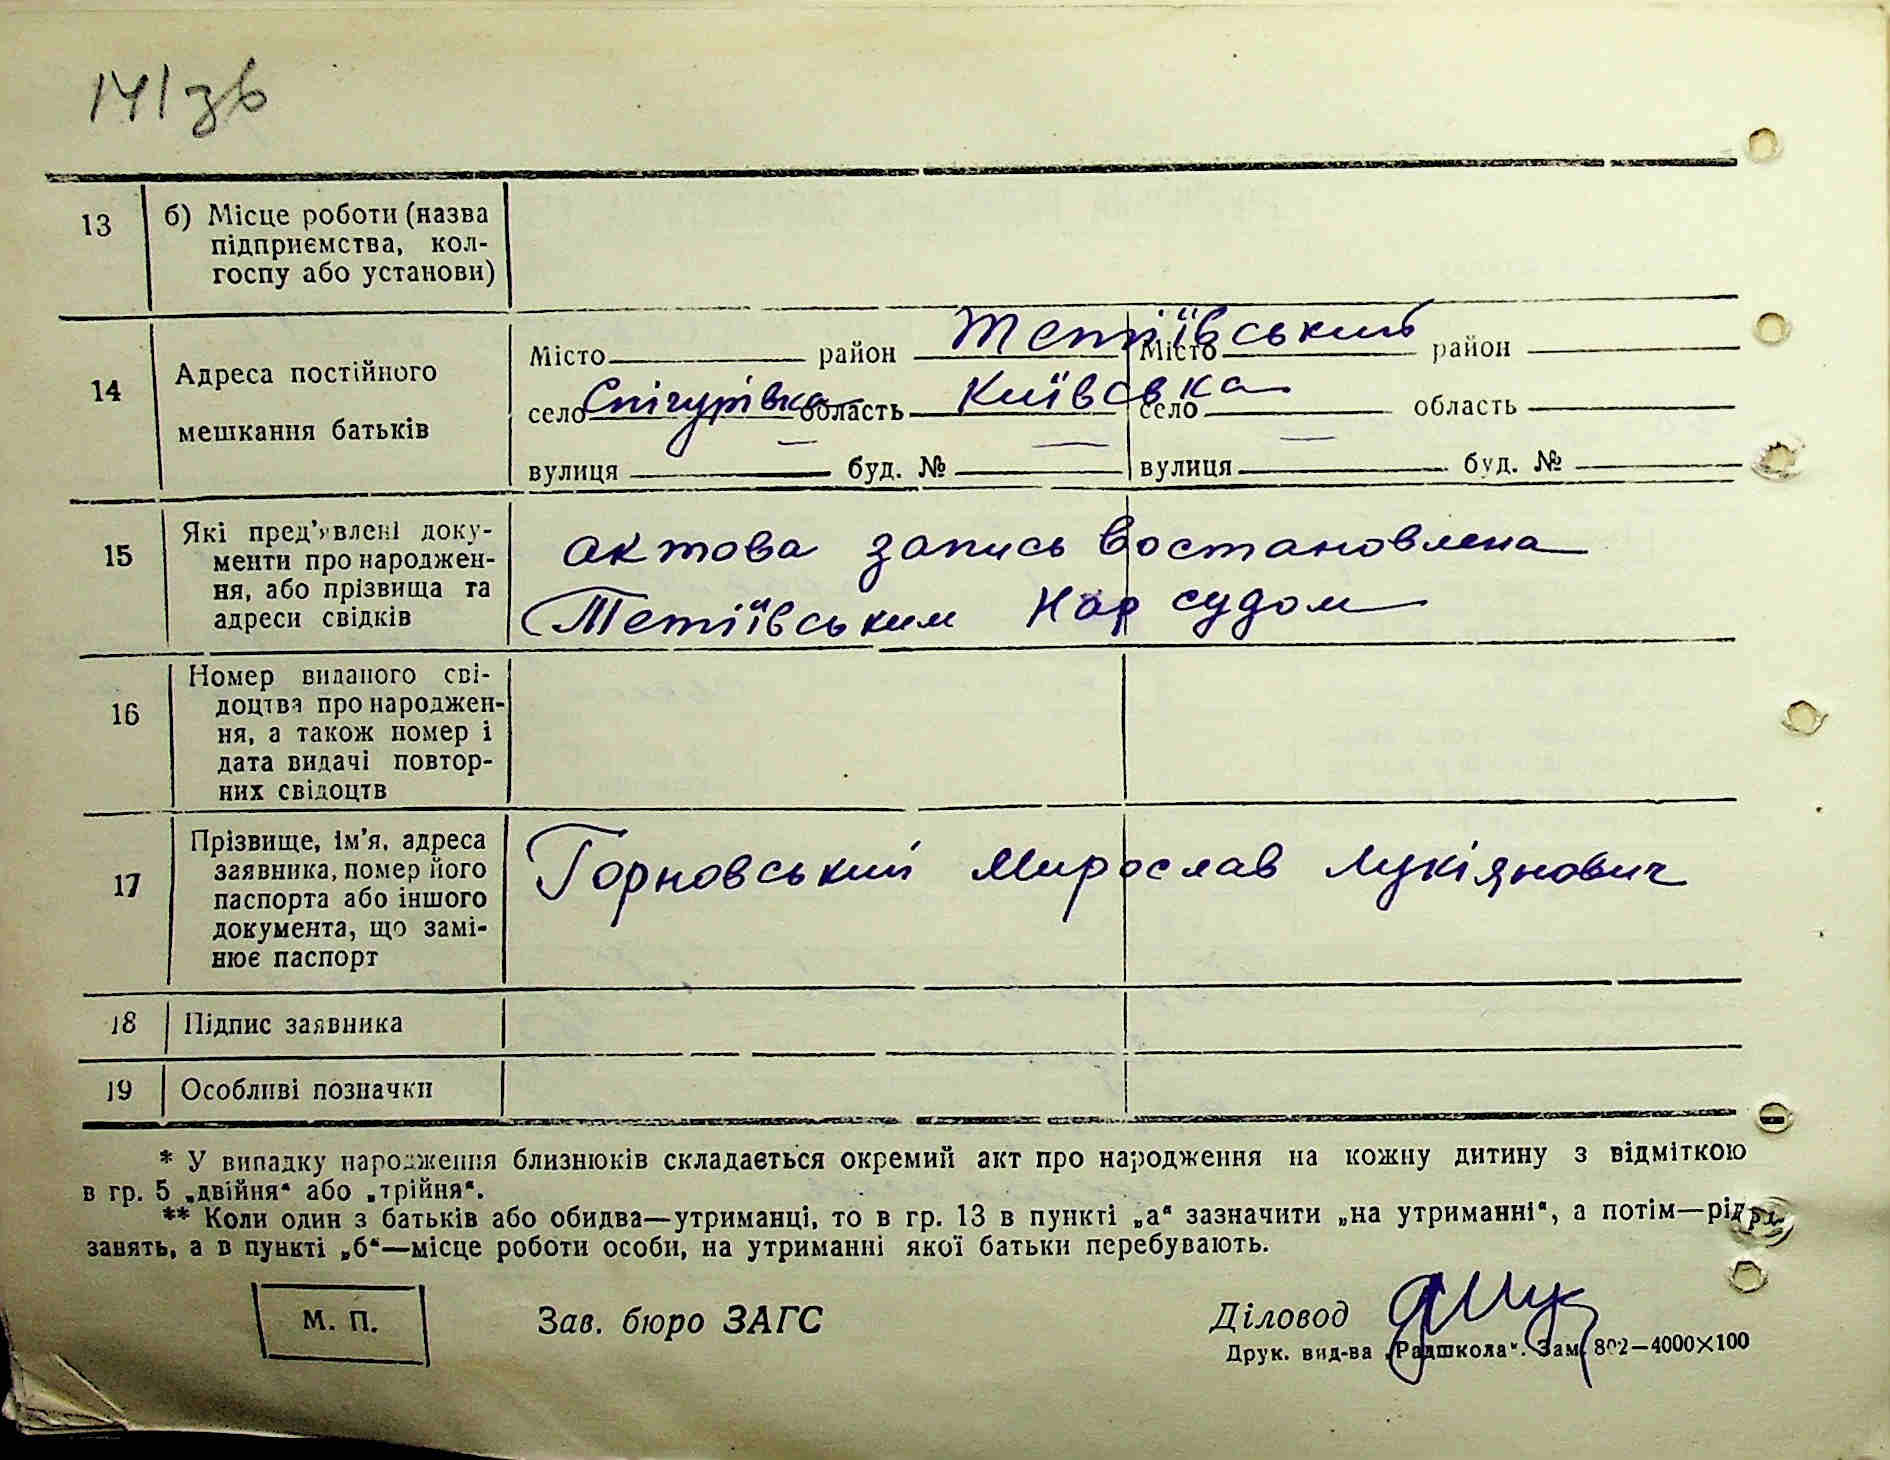 141зв
13 б) Місце роботи (назва
підприємства, кол-
госпу або установи)
14 Адреса постійного
мешкання батьків
Місто район Тетіївський Місто район
село Спігурівка область Київська село область
вулиця — буд. № — вулиця — буд. №
15 Які пред'явлені доку-
менти про народжен-
ня, або прізвища та
адреси свідків
актова запись востановлена
Тетіївським Нар судом
16 Номер виданого сві-
доцтва про народжен-
ня, а також номер і
дата видачі повтор-
них свідоцтв
17 Прізвище, ім'я, адреса
заявника, номер його
паспорта або іншого
документа, що замі-
нює паспорт
Горновський Мирослав Лукіянович
18 Підпис заявника
19 Особливі позначки
* У випадку народження близнюків складається окремий акт про народження на кожну дитину з відміткою
в гр. 5 „двійня“ або „трійня“.
** Коли один з батьків або обидва—утриманці, то в гр. 13 в пункті „а“ зазначити „на утриманні“, а потім—рід
занять, а в пункті „б“—місце роботи особи, на утриманні якої батьки перебувають.
М. П. Зав. бюро ЗАГС Діловод
Друк. вид-ва „Радшкола“. Зам. 802—4000×100